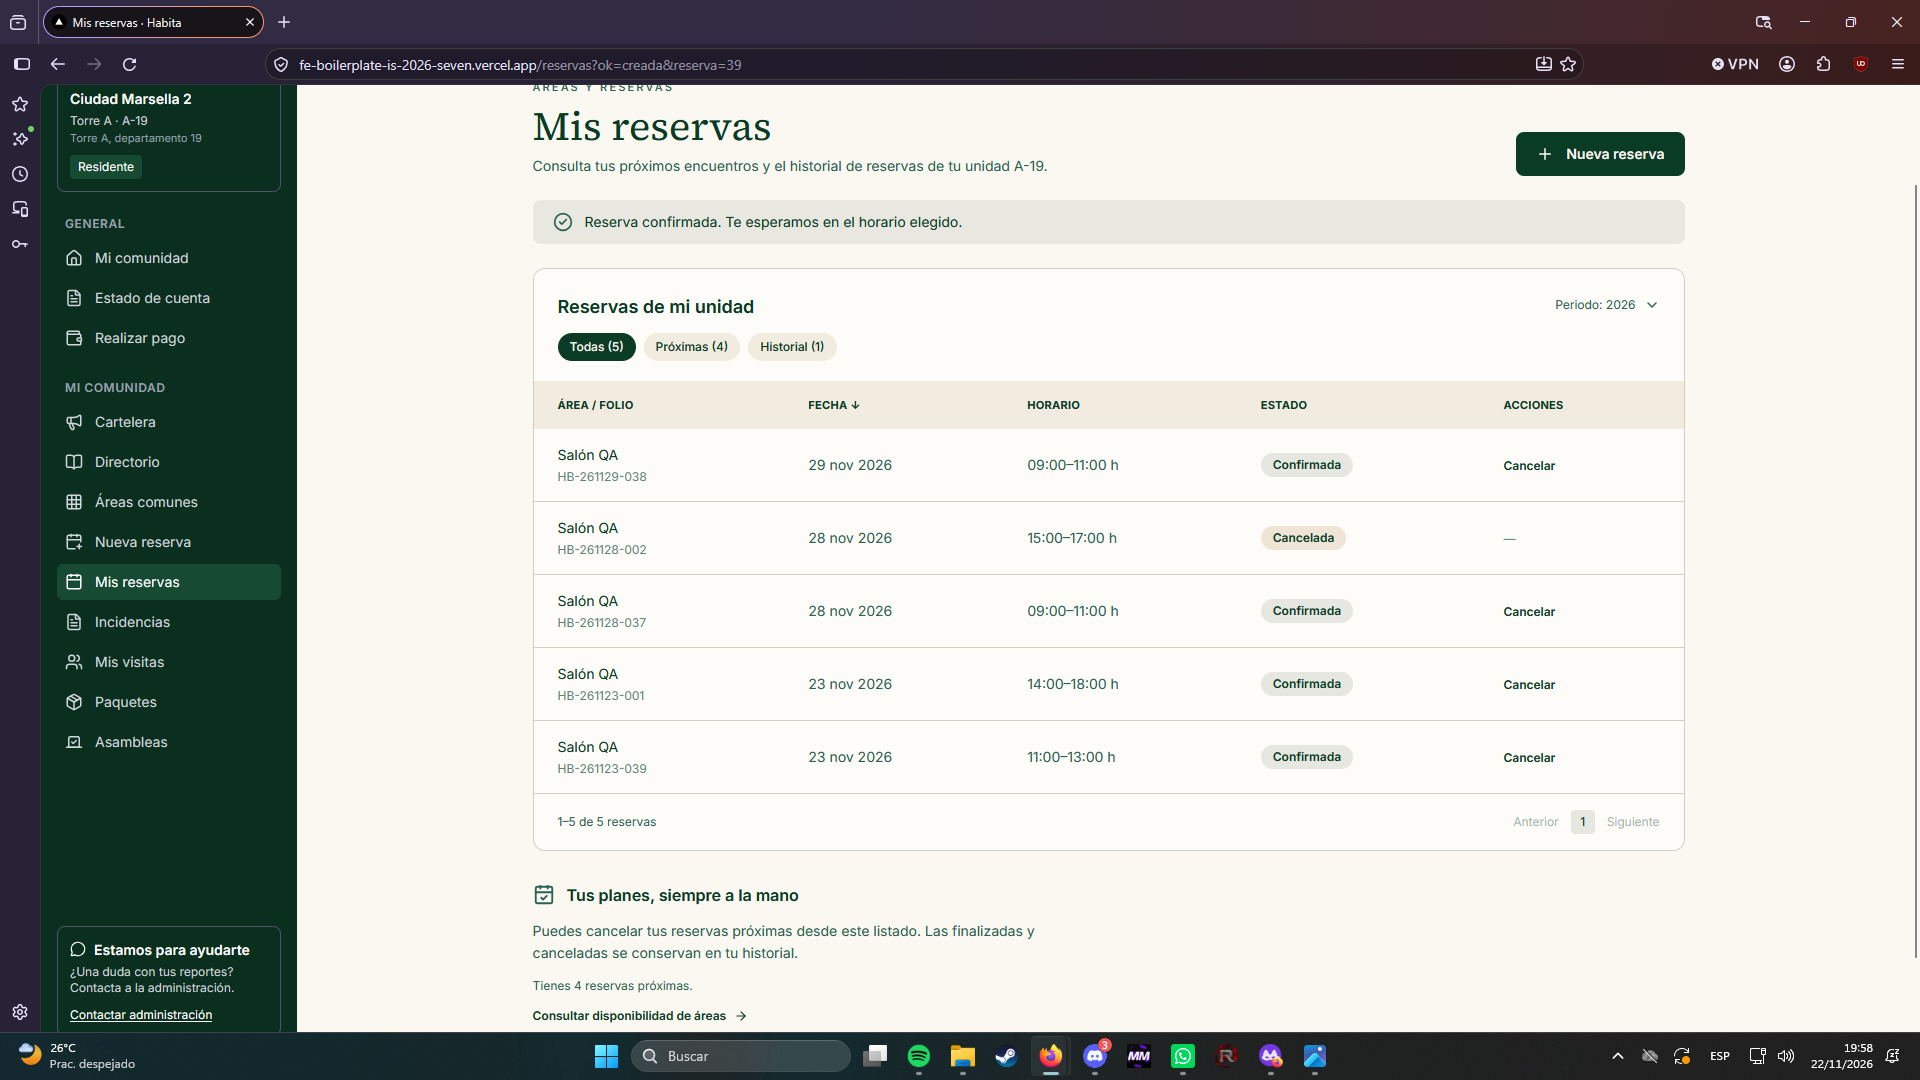 Mis reservas · Habita
fe-boilerplate-is-2026-seven.vercel.app/reservas?ok=creada&reserva=39
VPN
Ciudad Marsella 2
Torre A · A-19
Torre A, departamento 19
Residente
GENERAL
Mi comunidad
Estado de cuenta
Realizar pago
MI COMUNIDAD
Cartelera
Directorio
Áreas comunes
Nueva reserva
Mis reservas
Incidencias
Mis visitas
Paquetes
Asambleas
Estamos para ayudarte
¿Una duda con tus reportes?
Contacta a la administración.
Contactar administración
ÁREAS Y RESERVAS
Mis reservas
Consulta tus próximos encuentros y el historial de reservas de tu unidad A-19.
+ Nueva reserva
Reserva confirmada. Te esperamos en el horario elegido.
Reservas de mi unidad
Periodo: 2026
Todas (5) Próximas (4) Historial (1)
ÁREA / FOLIO FECHA ↓ HORARIO ESTADO ACCIONES
Salón QA
HB-261129-038
29 nov 2026 09:00–11:00 h Confirmada Cancelar
Salón QA
HB-261128-002
28 nov 2026 15:00–17:00 h Cancelada —
Salón QA
HB-261128-037
28 nov 2026 09:00–11:00 h Confirmada Cancelar
Salón QA
HB-261123-001
23 nov 2026 14:00–18:00 h Confirmada Cancelar
Salón QA
HB-261123-039
23 nov 2026 11:00–13:00 h Confirmada Cancelar
1–5 de 5 reservas
Anterior 1 Siguiente
Tus planes, siempre a la mano
Puedes cancelar tus reservas próximas desde este listado. Las finalizadas y
canceladas se conservan en tu historial.
Tienes 4 reservas próximas.
Consultar disponibilidad de áreas →
26°C
Prac. despejado
Buscar
3
MM
ESP
19:58
22/11/2026